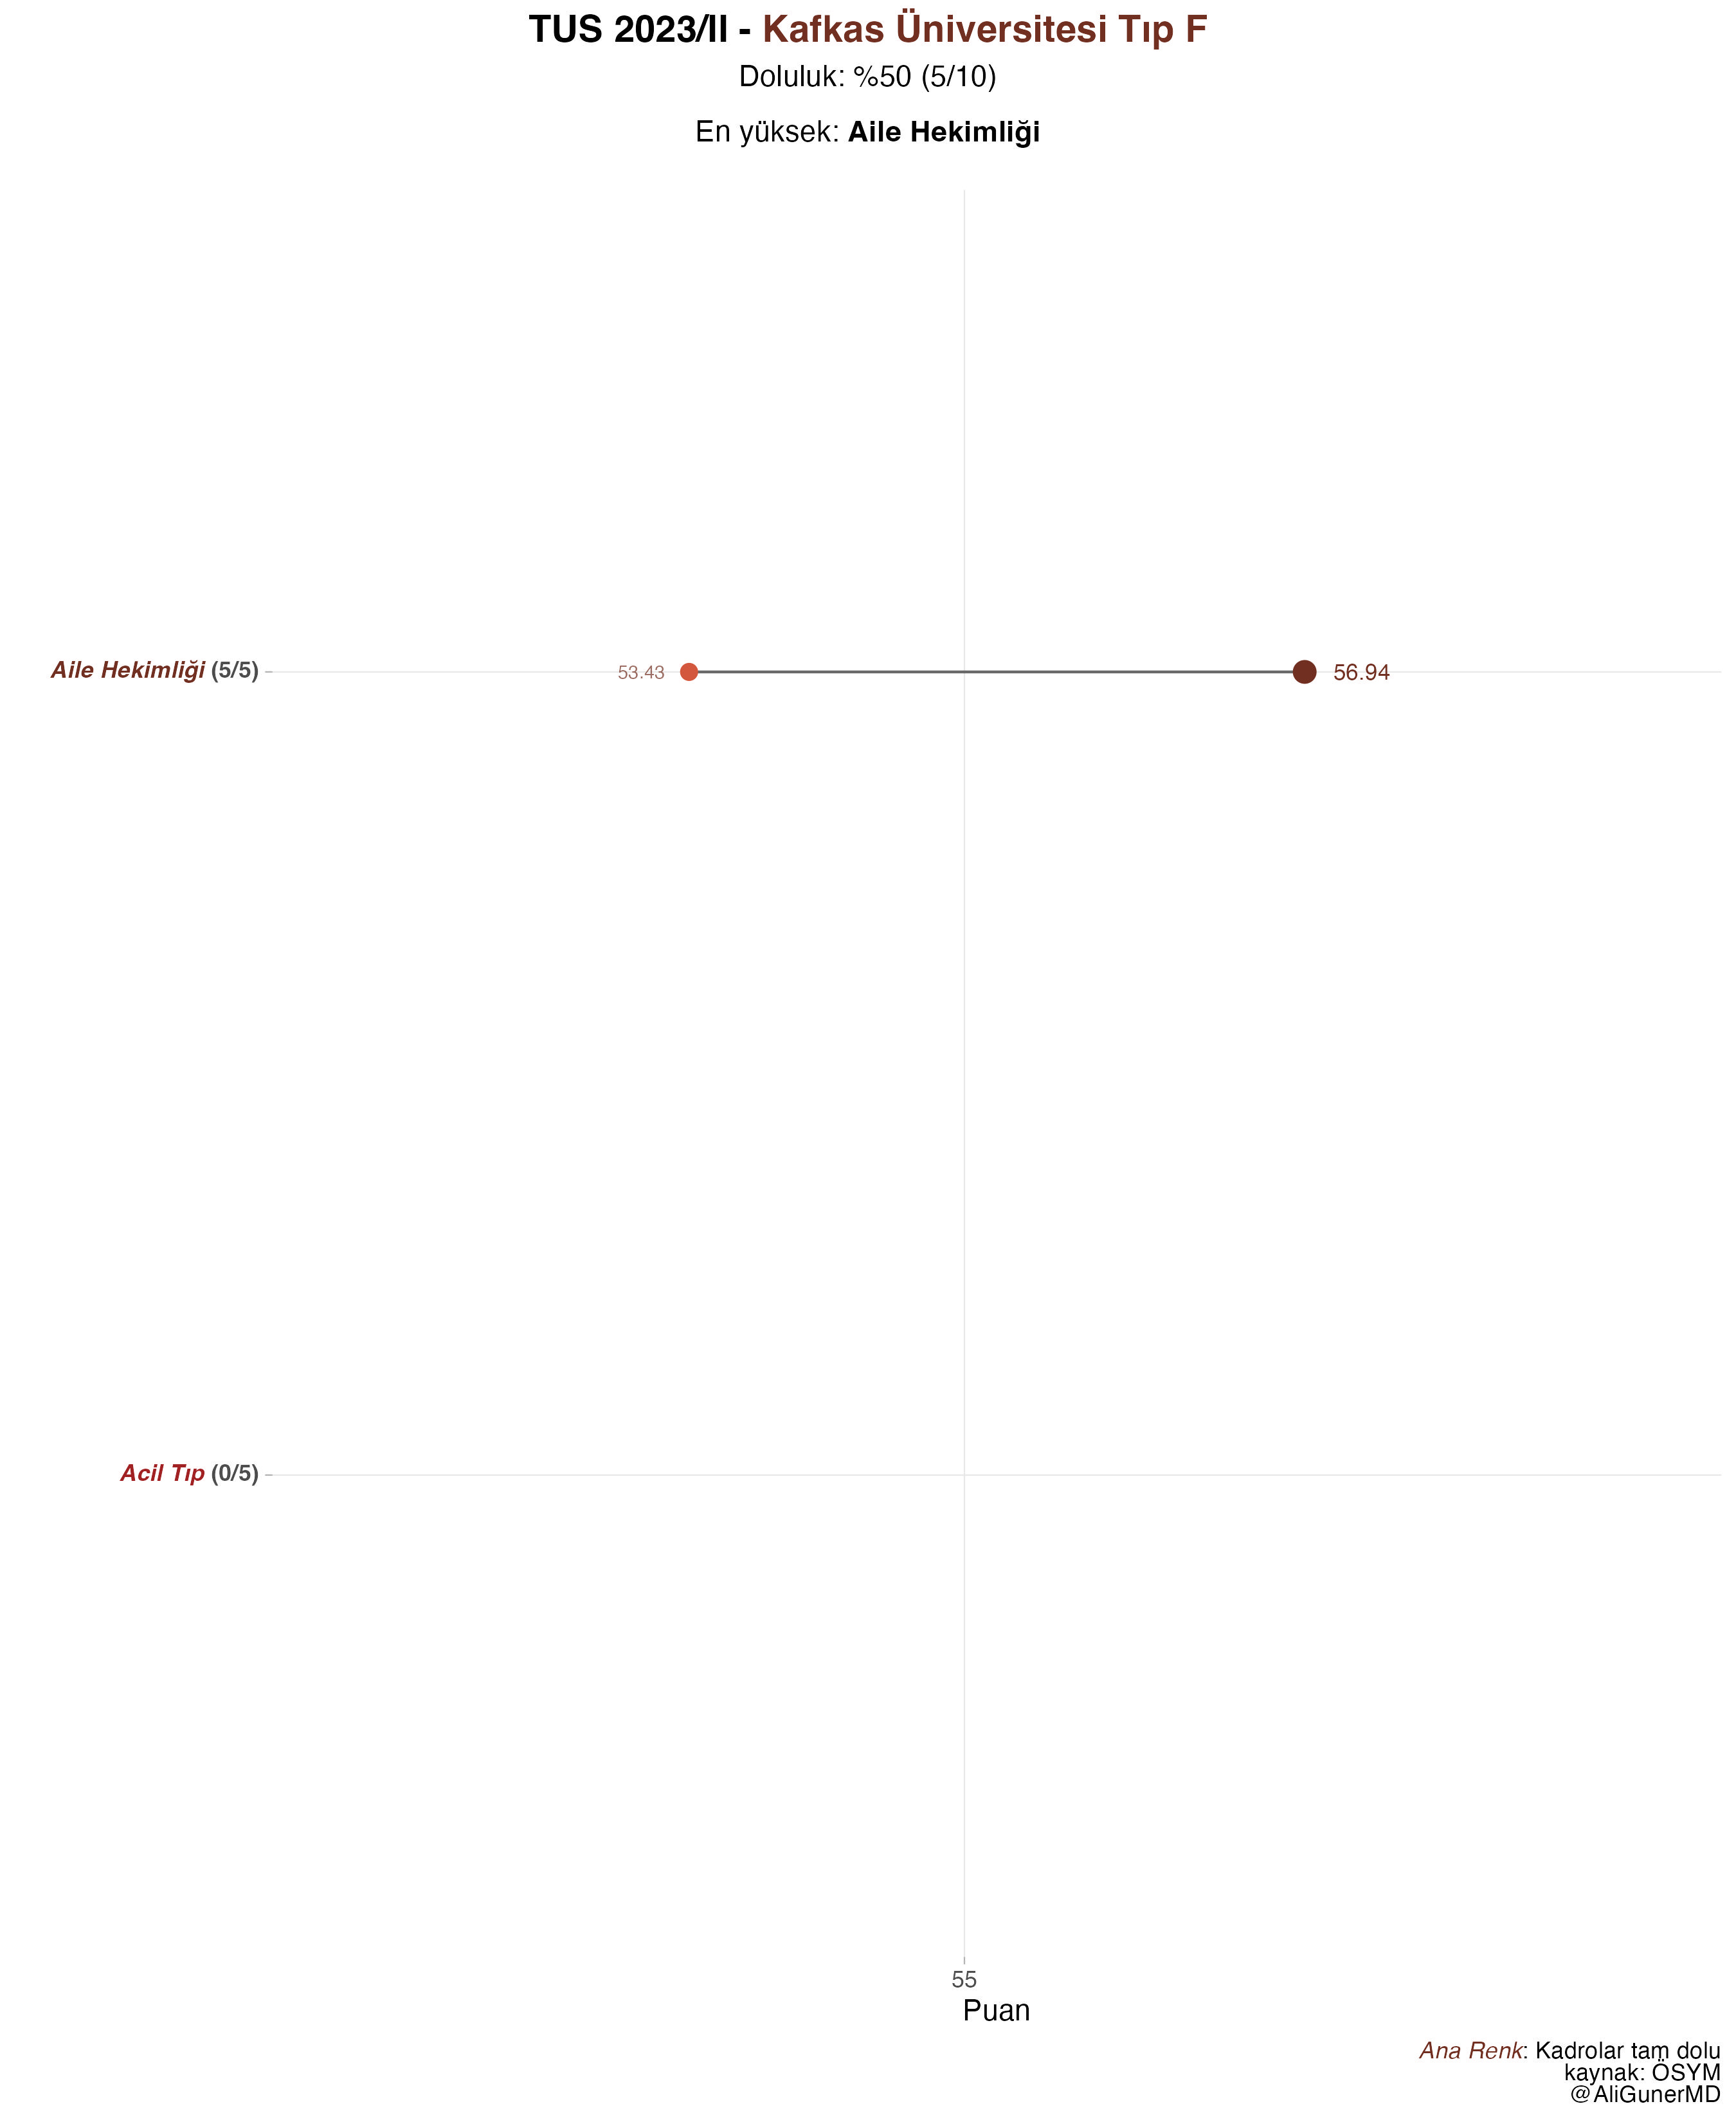 TUS 2023/II - Kafkas Üniversitesi Tıp F
Doluluk: %50 (5/10)
En yüksek: Aile Hekimliği
Aile Hekimliği (5/5)
53.43
56.94
Acil Tıp (0/5)
55
Puan
Ana Renk: Kadrolar tam dolu
kaynak: ÖSYM
@AliGunerMD